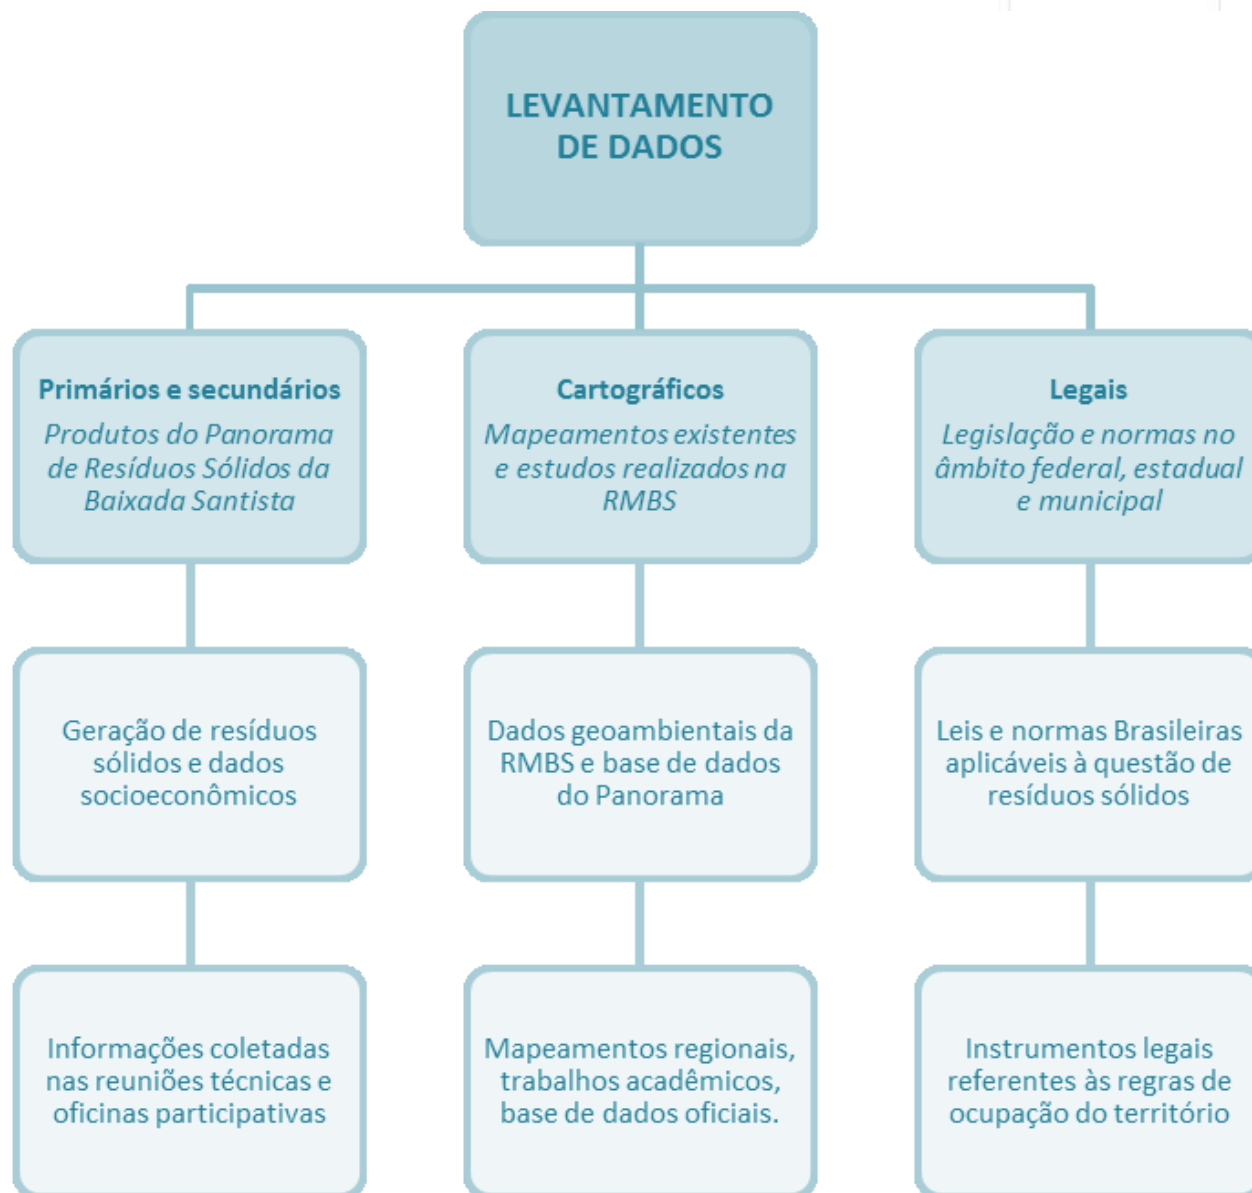 LEVANTAMENTO
DE DADOS
Primários e secundários
Produtos do Panorama
de Resíduos Sólidos da
Baixada Santista
Cartográficos
Mapeamentos existentes
e estudos realizados na
RMBS
Legais
Legislação e normas no
âmbito federal, estadual
e municipal
Geração de resíduos
sólidos e dados
socioeconômicos
Dados geoambientais da
RMBS e base de dados
do Panorama
Leis e normas Brasileiras
aplicáveis à questão de
resíduos sólidos
Informações coletadas
nas reuniões técnicas e
oficinas participativas
Mapeamentos regionais,
trabalhos acadêmicos,
base de dados oficiais.
Instrumentos legais
referentes às regras de
ocupação do território